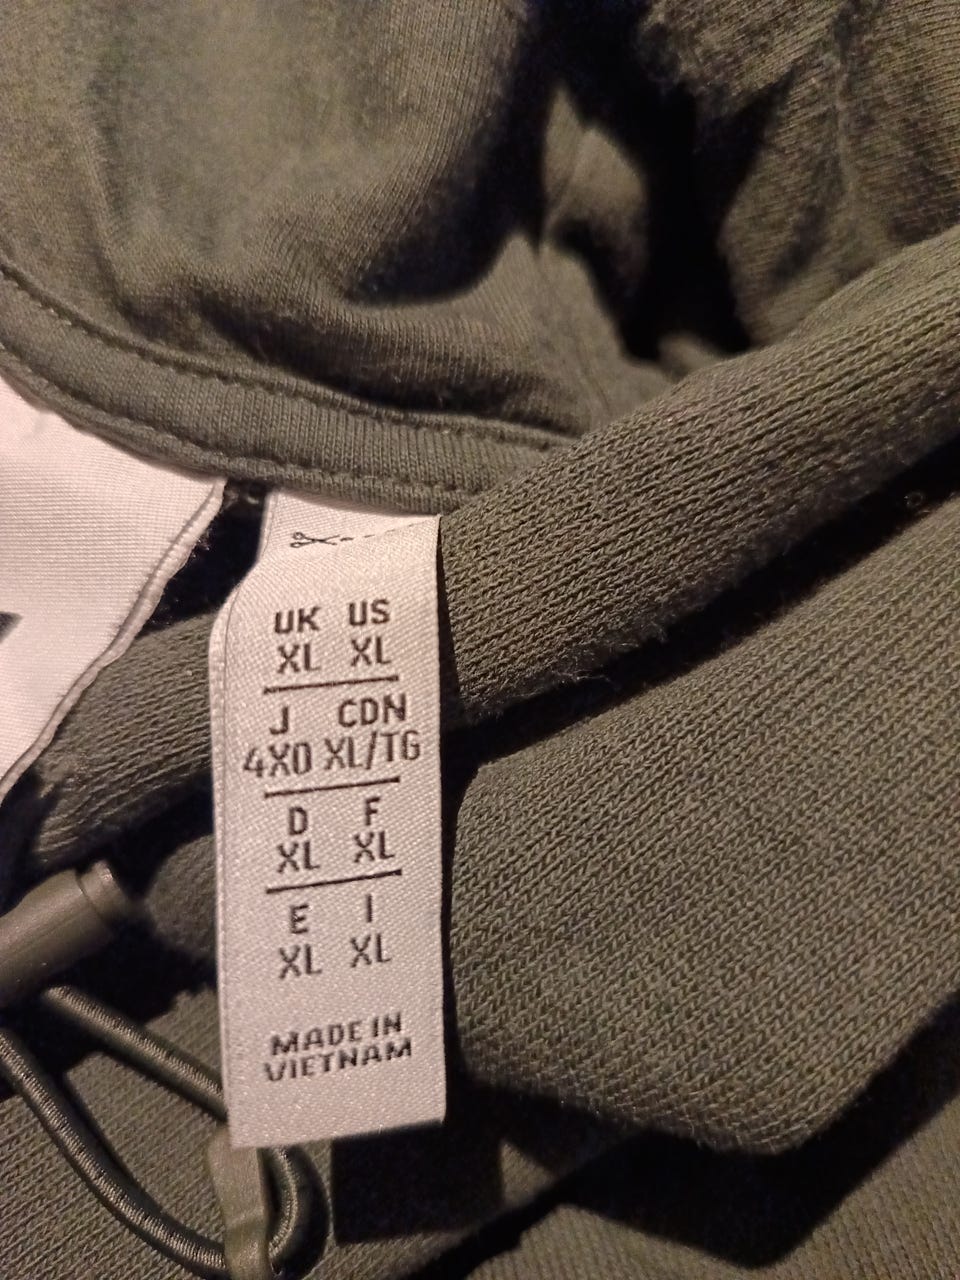 UK US
XL XL
J CDN
4XO XL/TG
D F
XL XL
E I
XL XL
MADE IN
VIETNAM